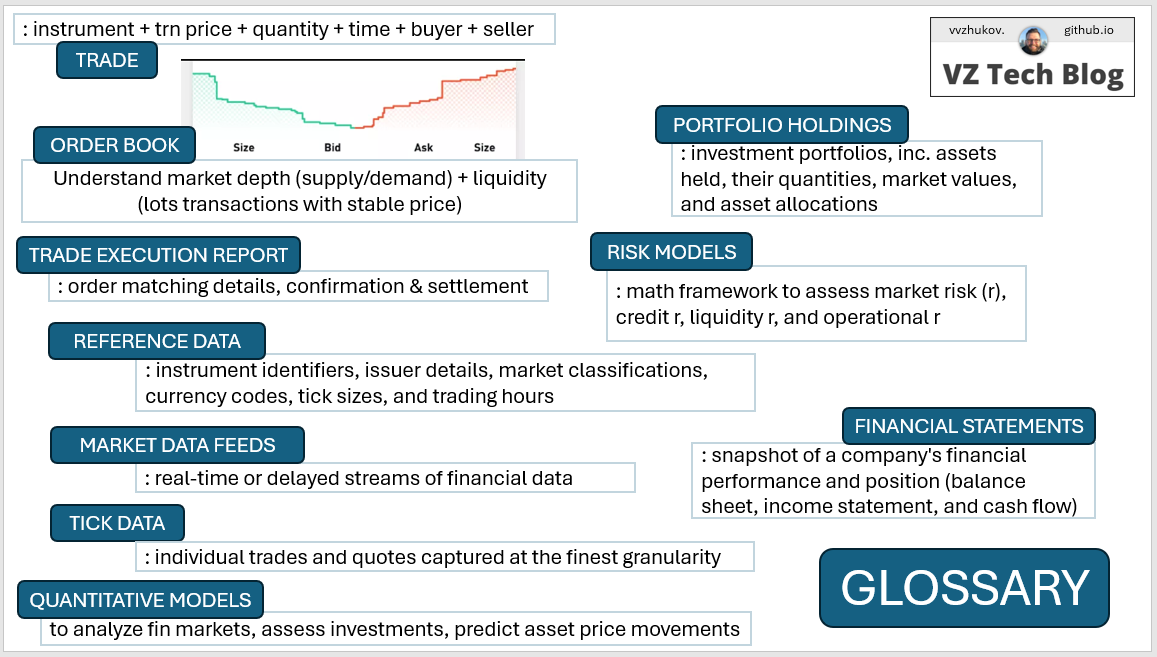 : instrument + trn price + quantity + time + buyer + seller
TRADE
Size Bid Ask Size
ORDER BOOK
Understand market depth (supply/demand) + liquidity
(lots transactions with stable price)
TRADE EXECUTION REPORT
: order matching details, confirmation & settlement
REFERENCE DATA
: instrument identifiers, issuer details, market classifications,
currency codes, tick sizes, and trading hours
MARKET DATA FEEDS
: real-time or delayed streams of financial data
TICK DATA
: individual trades and quotes captured at the finest granularity
QUANTITATIVE MODELS
to analyze fin markets, assess investments, predict asset price movements
vvzhukov. github.io
VZ Tech Blog
PORTFOLIO HOLDINGS
: investment portfolios, inc. assets
held, their quantities, market values,
and asset allocations
RISK MODELS
: math framework to assess market risk (r),
credit r, liquidity r, and operational r
FINANCIAL STATEMENTS
: snapshot of a company's financial
performance and position (balance
sheet, income statement, and cash flow)
GLOSSARY